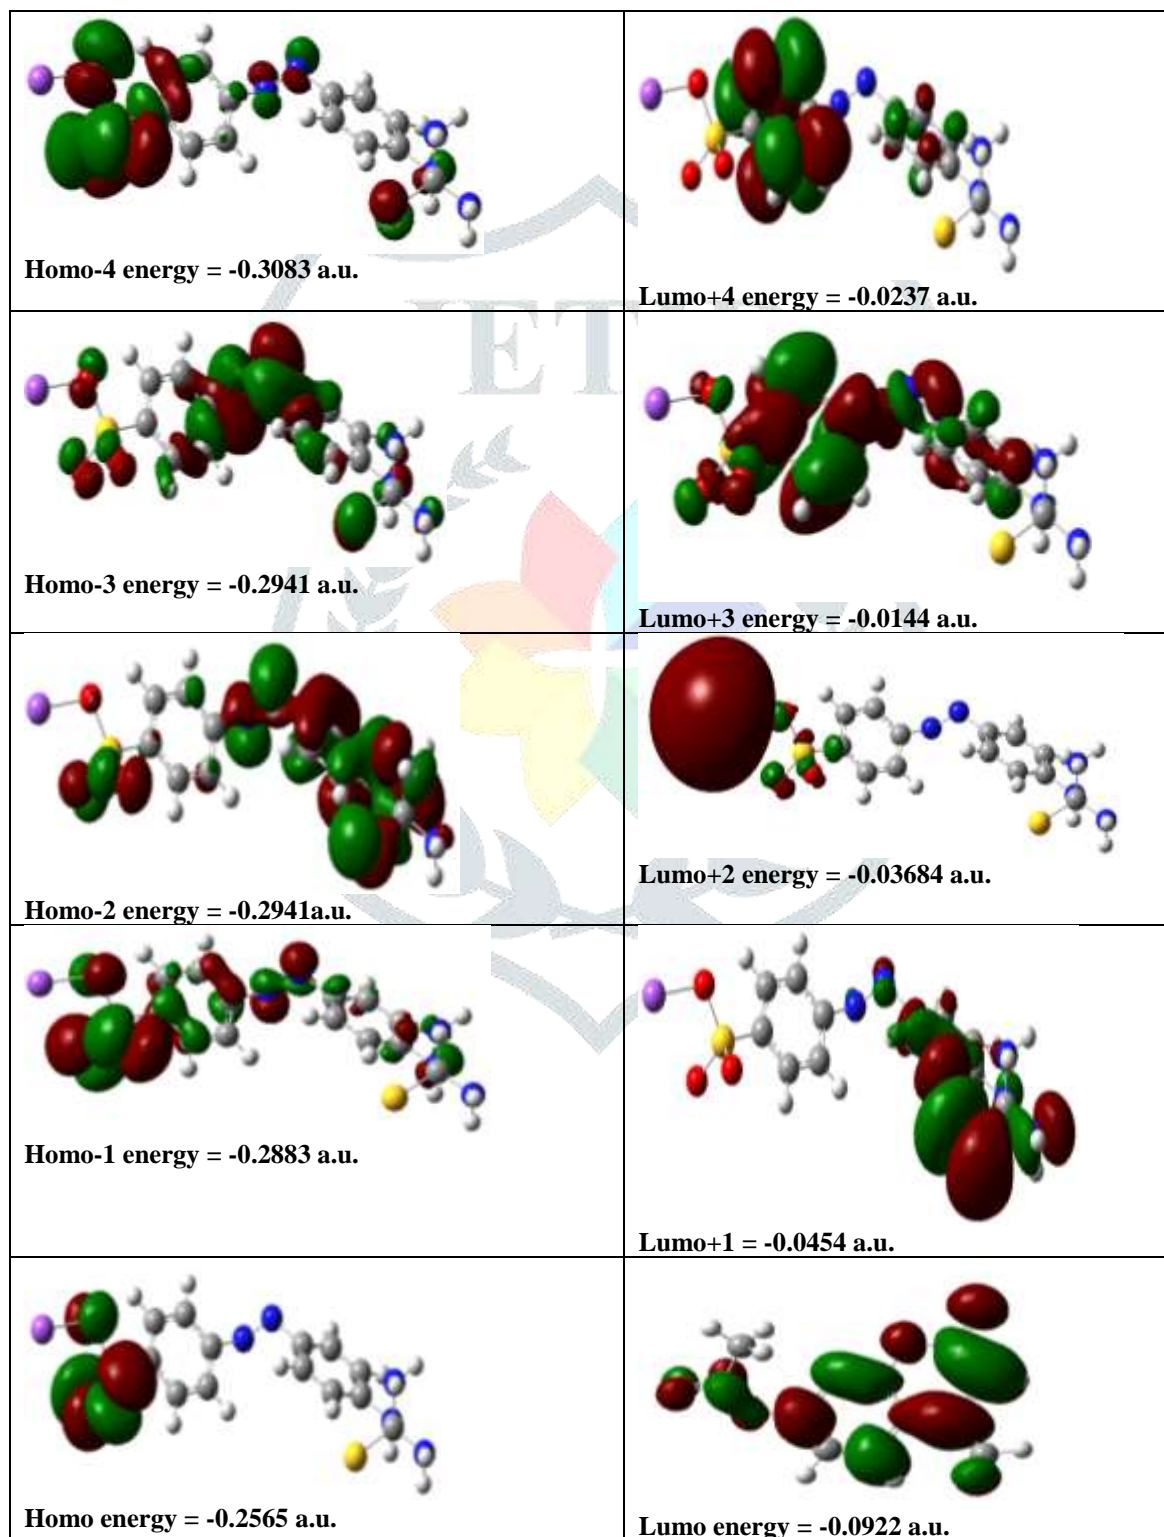 Homo-4 energy = -0.3083 a.u.
Lumo+4 energy = -0.0237 a.u.
Homo-3 energy = -0.2941 a.u.
Lumo+3 energy = -0.0144 a.u.
Homo-2 energy = -0.2941a.u.
Lumo+2 energy = -0.03684 a.u.
Homo-1 energy = -0.2883 a.u.
Lumo+1 = -0.0454 a.u.
Homo energy = -0.2565 a.u.
Lumo energy = -0.0922 a.u.